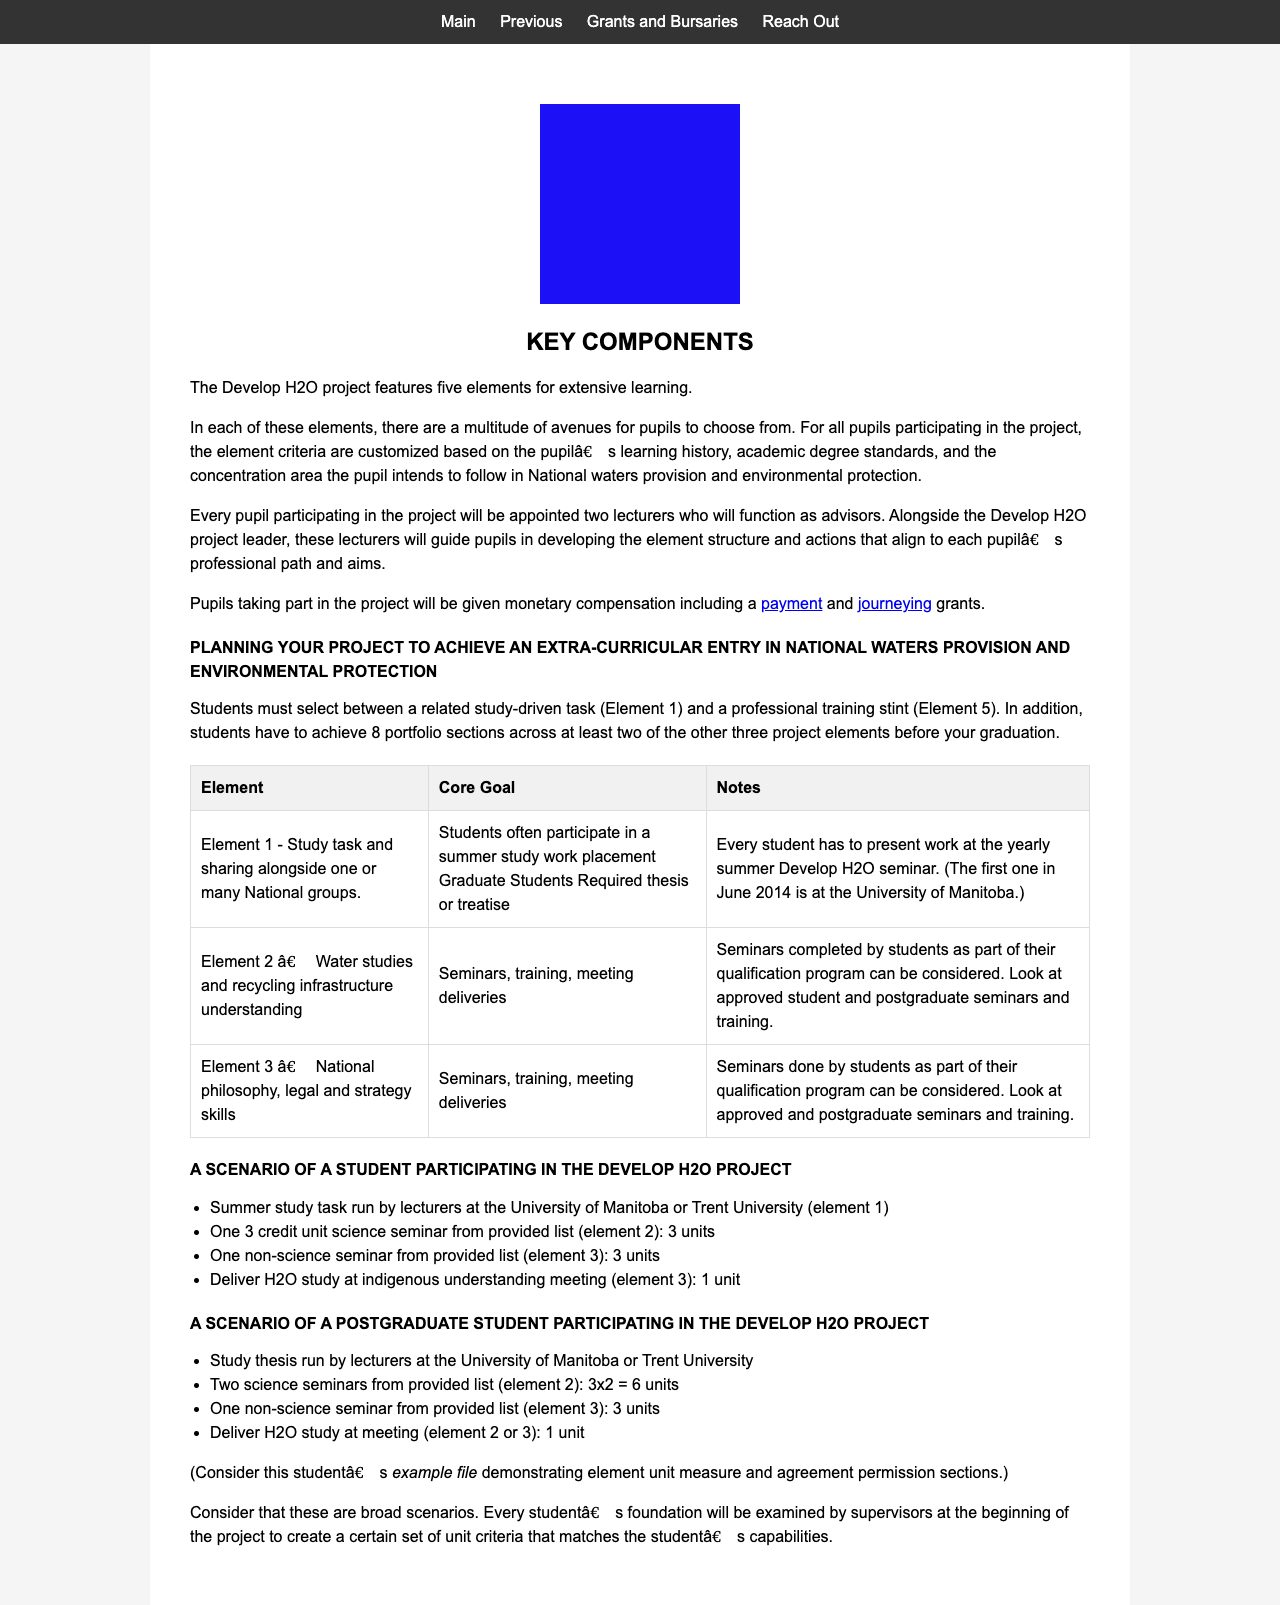 Main Previous Grants and Bursaries Reach Out
KEY COMPONENTS
The Develop H2O project features five elements for extensive learning.
In each of these elements, there are a multitude of avenues for pupils to choose from. For all pupils participating in the project,
the element criteria are customized based on the pupilâ€ s learning history, academic degree standards, and the
concentration area the pupil intends to follow in National waters provision and environmental protection.
Every pupil participating in the project will be appointed two lecturers who will function as advisors. Alongside the Develop H2O
project leader, these lecturers will guide pupils in developing the element structure and actions that align to each pupilâ€ s
professional path and aims.
Pupils taking part in the project will be given monetary compensation including a payment and journeying grants.
PLANNING YOUR PROJECT TO ACHIEVE AN EXTRA-CURRICULAR ENTRY IN NATIONAL WATERS PROVISION AND
ENVIRONMENTAL PROTECTION
Students must select between a related study-driven task (Element 1) and a professional training stint (Element 5). In addition,
students have to achieve 8 portfolio sections across at least two of the other three project elements before your graduation.
Element
Core Goal
Notes
Element 1 - Study task and
sharing alongside one or
many National groups.
Students often participate in a
summer study work placement
Graduate Students Required thesis
or treatise
Every student has to present work at the yearly
summer Develop H2O seminar. (The first one in
June 2014 is at the University of Manitoba.)
Element 2 â€ Water studies
and recycling infrastructure
understanding
Seminars, training, meeting
deliveries
Seminars completed by students as part of their
qualification program can be considered. Look at
approved student and postgraduate seminars and
training.
Element 3 â€ National
philosophy, legal and strategy
skills
Seminars, training, meeting
deliveries
Seminars done by students as part of their
qualification program can be considered. Look at
approved and postgraduate seminars and training.
A SCENARIO OF A STUDENT PARTICIPATING IN THE DEVELOP H2O PROJECT
• Summer study task run by lecturers at the University of Manitoba or Trent University (element 1)
• One 3 credit unit science seminar from provided list (element 2): 3 units
• One non-science seminar from provided list (element 3): 3 units
• Deliver H2O study at indigenous understanding meeting (element 3): 1 unit
A SCENARIO OF A POSTGRADUATE STUDENT PARTICIPATING IN THE DEVELOP H2O PROJECT
• Study thesis run by lecturers at the University of Manitoba or Trent University
• Two science seminars from provided list (element 2): 3x2 = 6 units
• One non-science seminar from provided list (element 3): 3 units
• Deliver H2O study at meeting (element 2 or 3): 1 unit
(Consider this studentâ€ s example file demonstrating element unit measure and agreement permission sections.)
Consider that these are broad scenarios. Every studentâ€ s foundation will be examined by supervisors at the beginning of
the project to create a certain set of unit criteria that matches the studentâ€ s capabilities.